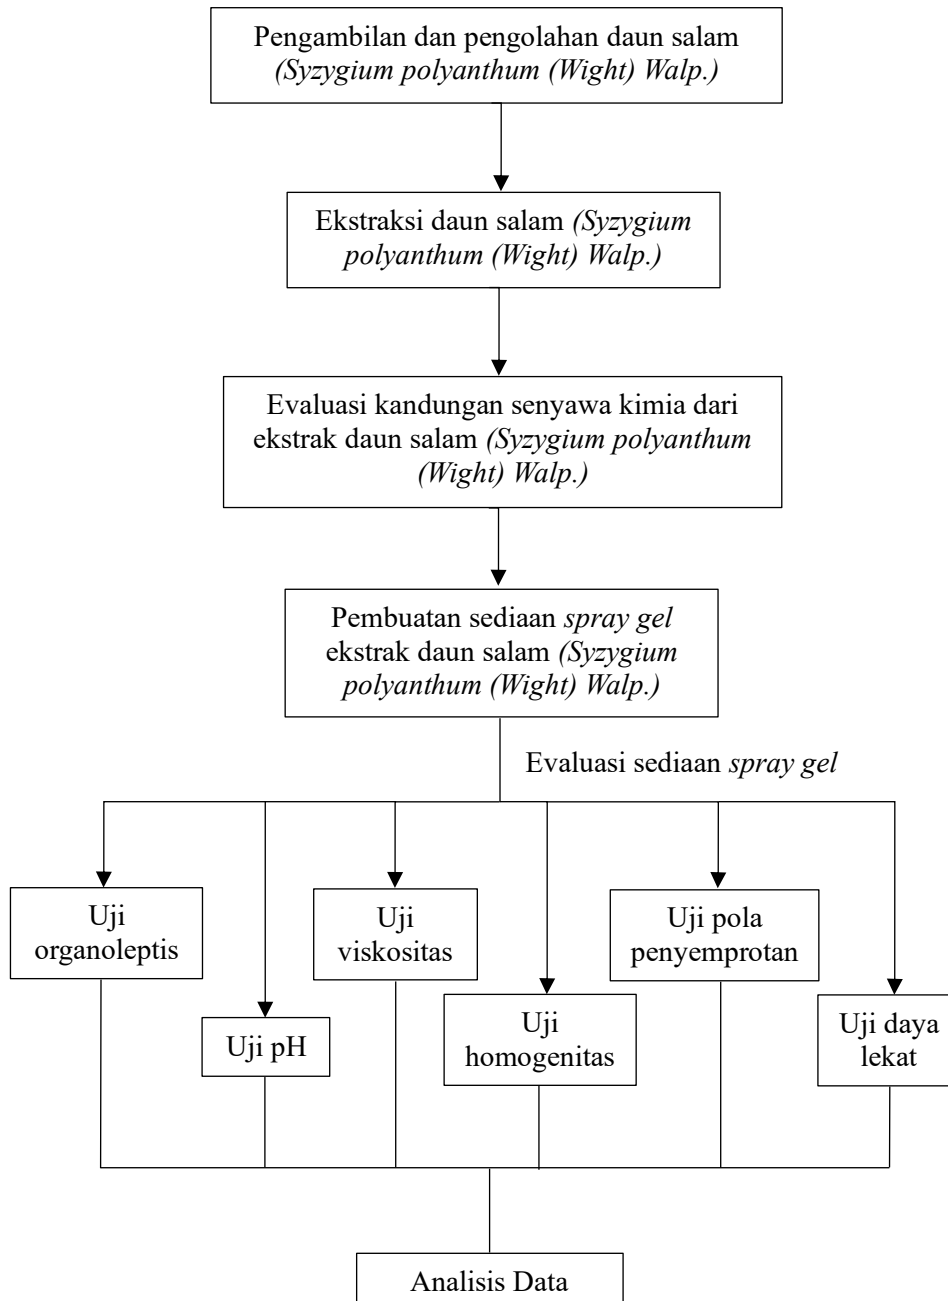 Pengambilan dan pengolahan daun salam
(Syzygium polyanthum (Wight) Walp.)
Ekstraksi daun salam (Syzygium
polyanthum (Wight) Walp.)
Evaluasi kandungan senyawa kimia dari
ekstrak daun salam (Syzygium polyanthum
(Wight) Walp.)
Pembuatan sediaan spray gel
ekstrak daun salam (Syzygium
polyanthum (Wight) Walp.)
Evaluasi sediaan spray gel
Uji
organoleptis
Uji pH
Uji
viskositas
Uji
homogenitas
Uji pola
penyemprotan
Uji daya
lekat
Analisis Data